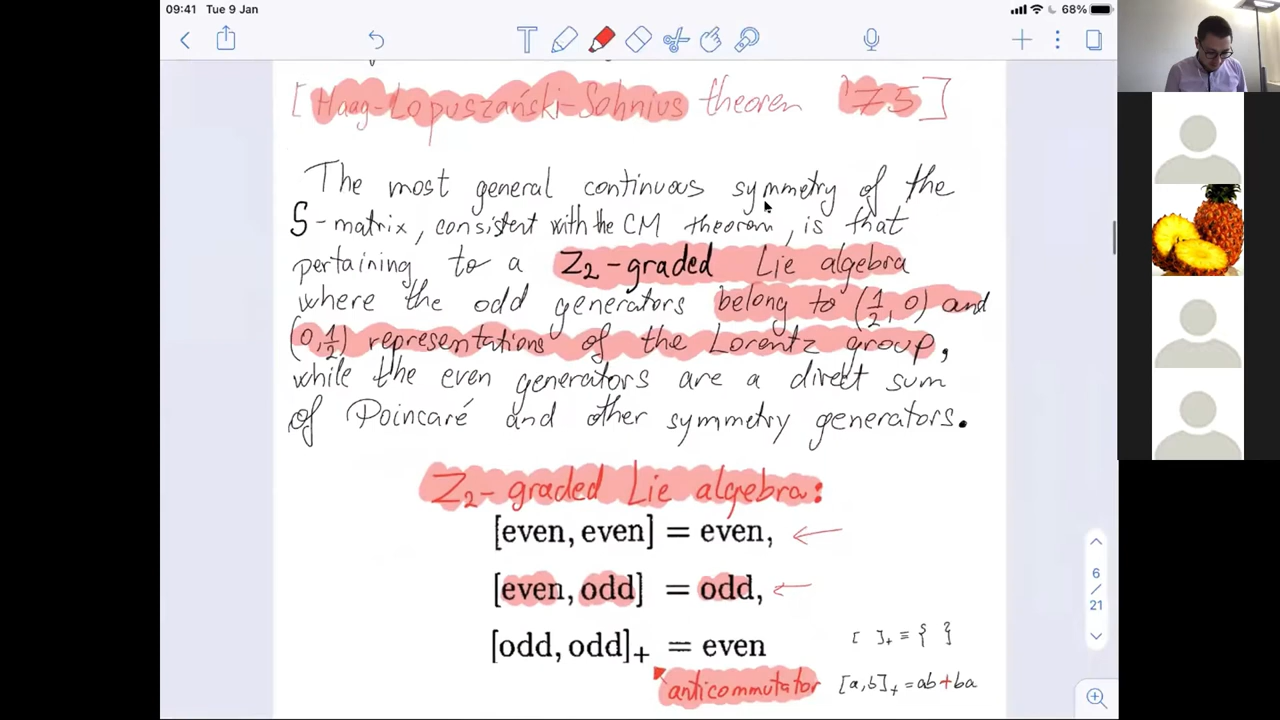 09:41 Tue 9 Jan
68%
[Haag-Łopuszański-Sohnius theorem '75]
The most general continuous symmetry of the
S-matrix, consistent with the CM theorem, is that
pertaining to a Z₂-graded Lie algebra
where the odd generators belong to (1/2, 0) and
(0, 1/2) representations of the Lorentz group,
while the even generators are a direct sum
of Poincaré and other symmetry generators.
Z₂-graded Lie algebra:
[even, even] = even,
[even, odd] = odd,
[odd, odd]₊ = even
[ ]₊ ≡ { }
anticommutator
[a,b]₊ = ab+ba
6
/
21